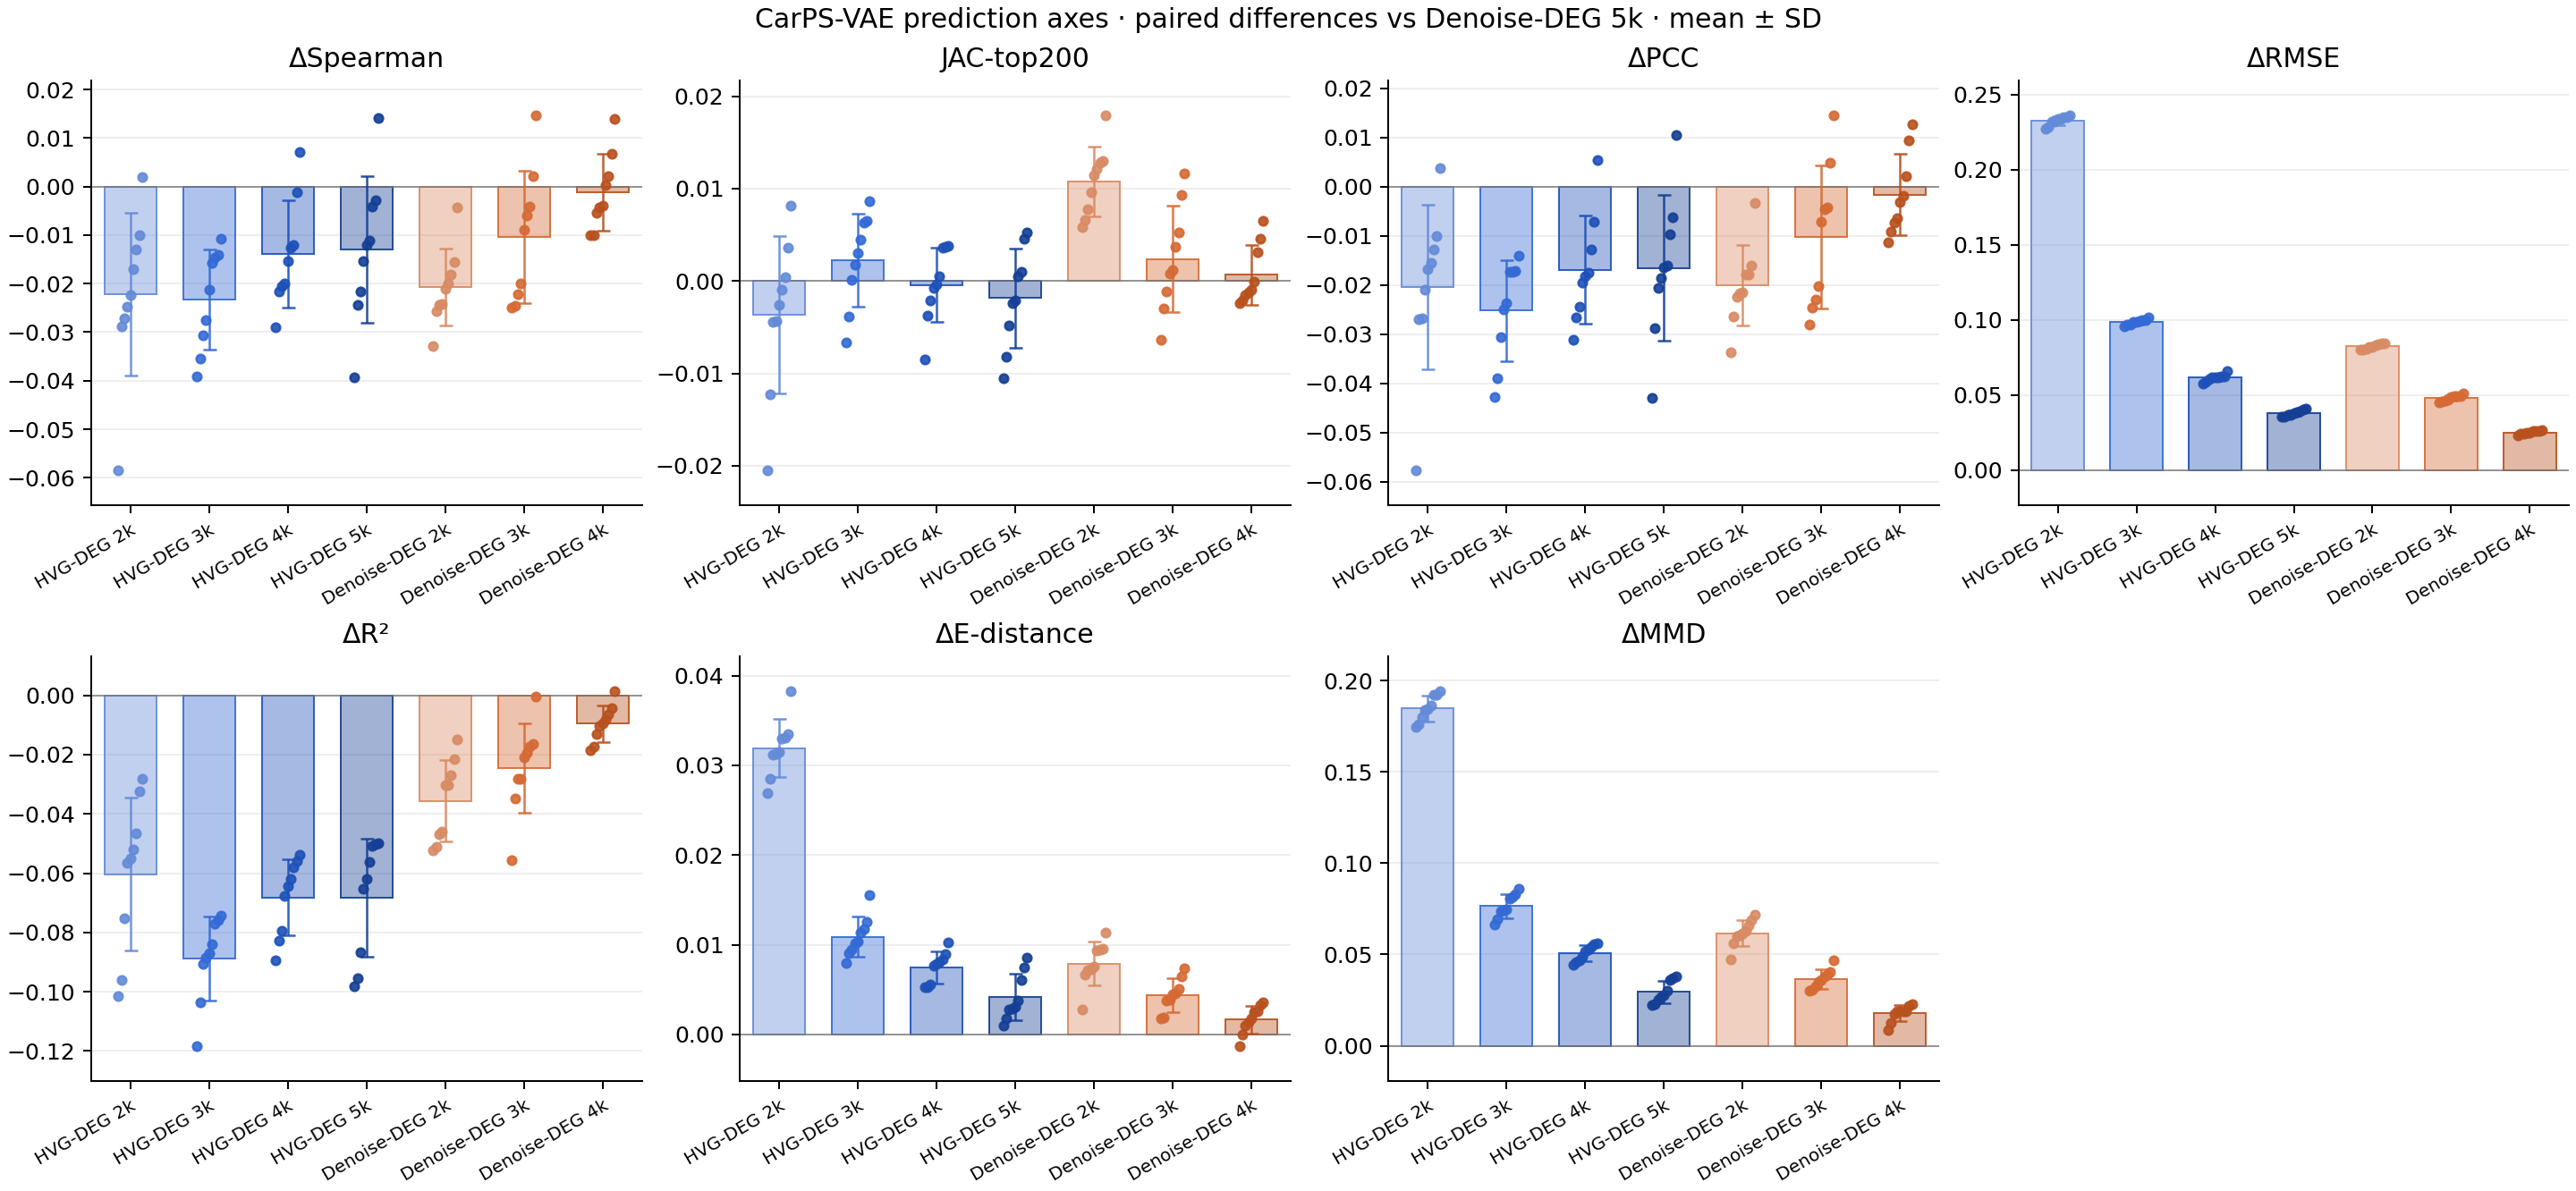 CarPS-VAE prediction axes · paired differences vs Denoise-DEG 5k · mean ± SD
ΔSpearman
0.02
0.01
0.00
−0.01
−0.02
−0.03
−0.04
−0.05
−0.06
HVG-DEG 2k
HVG-DEG 3k
HVG-DEG 4k
HVG-DEG 5k
Denoise-DEG 2k
Denoise-DEG 3k
Denoise-DEG 4k
JAC-top200
0.02
0.01
0.00
−0.01
−0.02
HVG-DEG 2k
HVG-DEG 3k
HVG-DEG 4k
HVG-DEG 5k
Denoise-DEG 2k
Denoise-DEG 3k
Denoise-DEG 4k
ΔPCC
0.02
0.01
0.00
−0.01
−0.02
−0.03
−0.04
−0.05
−0.06
HVG-DEG 2k
HVG-DEG 3k
HVG-DEG 4k
HVG-DEG 5k
Denoise-DEG 2k
Denoise-DEG 3k
Denoise-DEG 4k
ΔRMSE
0.25
0.20
0.15
0.10
0.05
0.00
HVG-DEG 2k
HVG-DEG 3k
HVG-DEG 4k
HVG-DEG 5k
Denoise-DEG 2k
Denoise-DEG 3k
Denoise-DEG 4k
ΔR²
0.00
−0.02
−0.04
−0.06
−0.08
−0.10
−0.12
HVG-DEG 2k
HVG-DEG 3k
HVG-DEG 4k
HVG-DEG 5k
Denoise-DEG 2k
Denoise-DEG 3k
Denoise-DEG 4k
ΔE-distance
0.04
0.03
0.02
0.01
0.00
HVG-DEG 2k
HVG-DEG 3k
HVG-DEG 4k
HVG-DEG 5k
Denoise-DEG 2k
Denoise-DEG 3k
Denoise-DEG 4k
ΔMMD
0.20
0.15
0.10
0.05
0.00
HVG-DEG 2k
HVG-DEG 3k
HVG-DEG 4k
HVG-DEG 5k
Denoise-DEG 2k
Denoise-DEG 3k
Denoise-DEG 4k